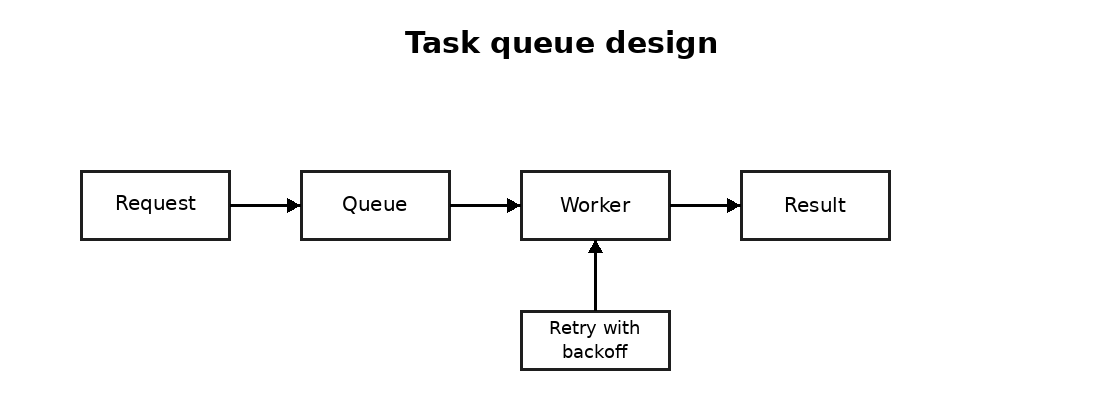 Task queue design
Request
Queue
Worker
Result
Retry with
backoff